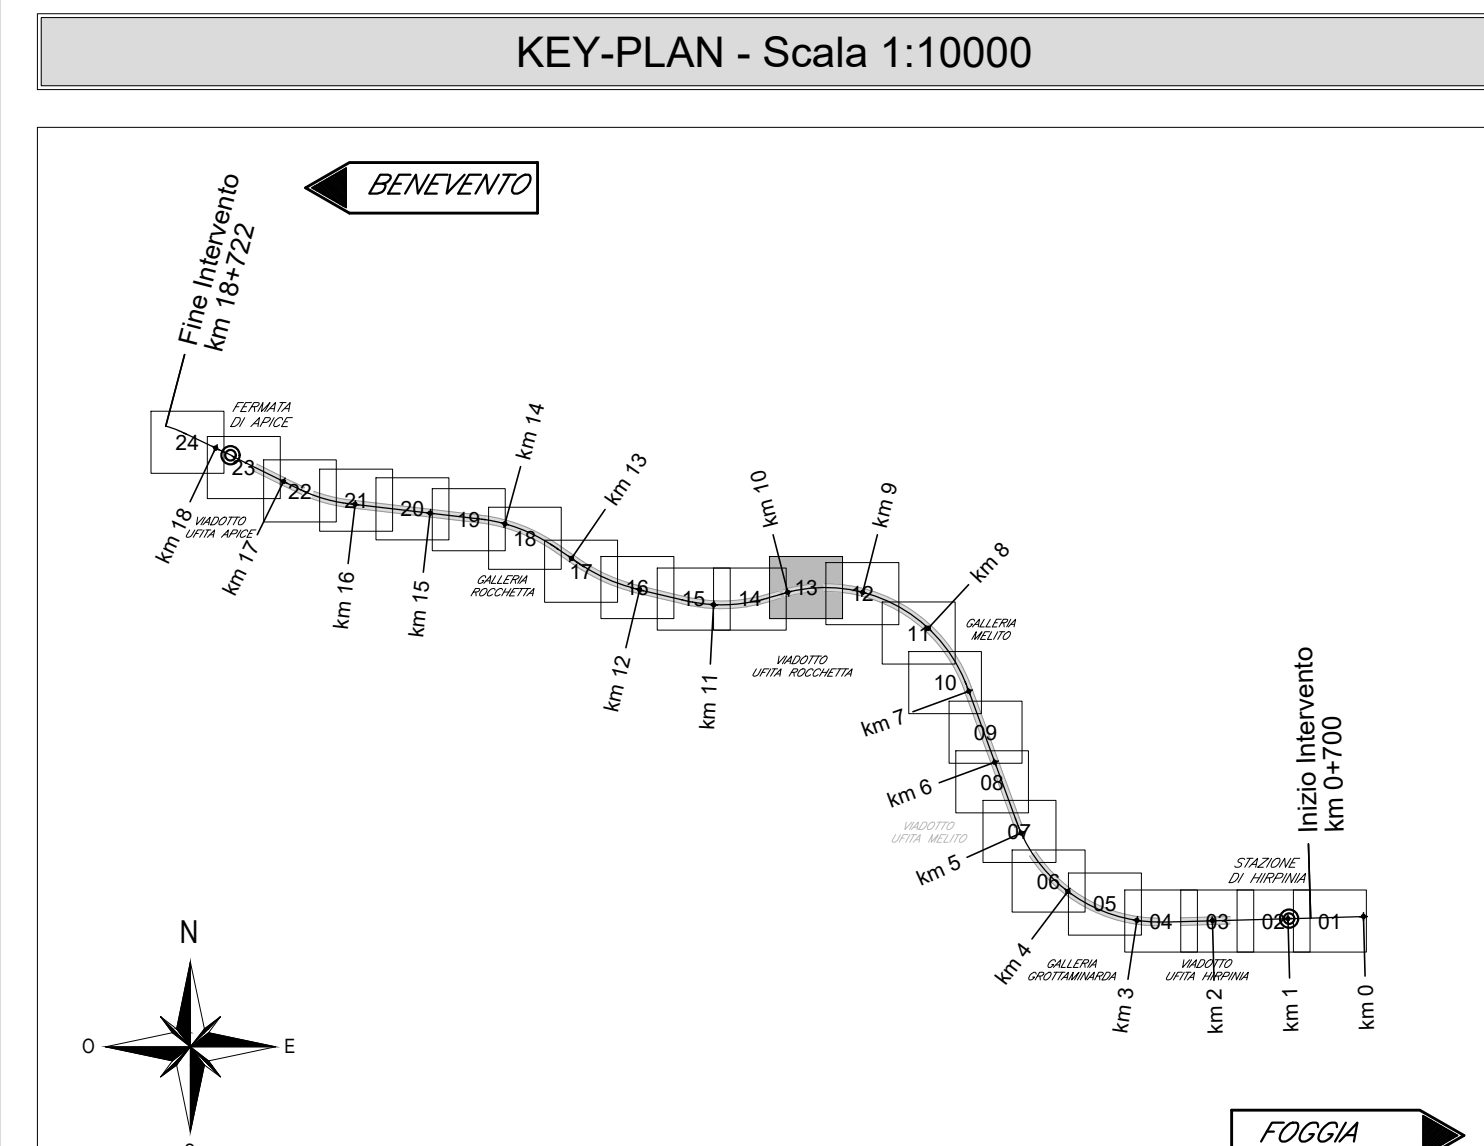 KEY-PLAN - Scala 1:10000
BENEVENTO
Fine Intervento
km 18+722
FERMATA
DI APICE
24
23
22
21
20
19
18
17
16
15
14
13
12
11
10
09
08
07
06
05
04
03
02
01
km 18
VIADOTTO
UFITA APICE
km 17
km 16
km 15
km 14
km 13
GALLERIA
ROCCHETTA
km 12
km 11
km 10
km 9
VIADOTTO
UFITA ROCCHETTA
km 8
GALLERIA
MELITO
km 7
km 6
VIADOTTO
UFITA MELITO
km 5
km 4
GALLERIA
GROTTAMINARDA
km 3
VIADOTTO
UFITA HIRPINIA
km 2
STAZIONE
DI HIRPINIA
km 1
Inizio Intervento
km 0+700
km 0
N
O
E
FOGGIA